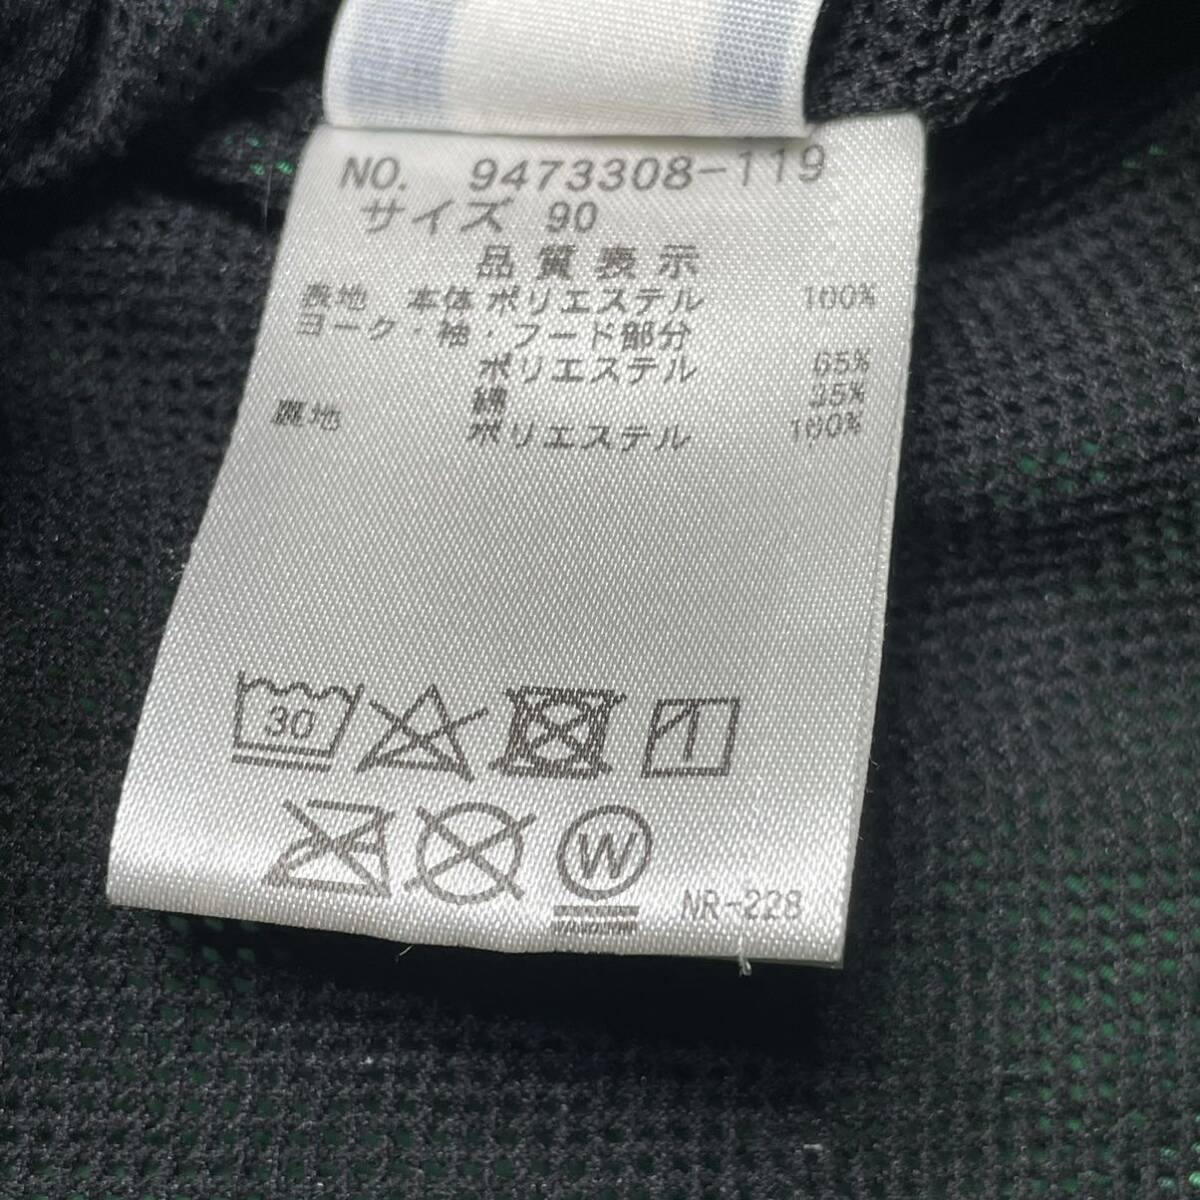 NO. 9473308-119
サイズ 90
品質表示
表地 本体 ポリエステル 100%
ヨーク・袖・フード部分
ポリエステル 65%
綿 35%
裏地 ポリエステル 100%
30
W
NR-228